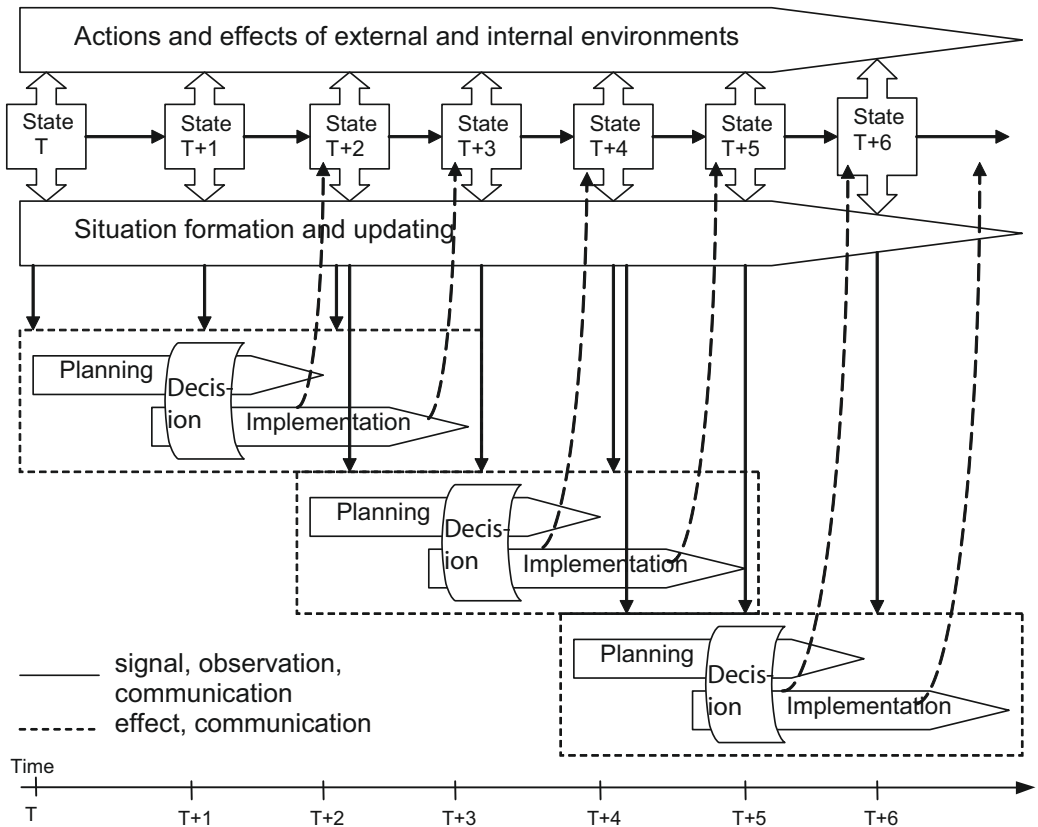 Actions and effects of external and internal environments
State
T
State
T+1
State
T+2
State
T+3
State
T+4
State
T+5
State
T+6
Situation formation and updating
Planning
Decis-
ion
Implementation
Planning
Decis-
ion
Implementation
Planning
Decis-
ion
Implementation
signal, observation,
communication
effect, communication
Time
T
T+1
T+2
T+3
T+4
T+5
T+6